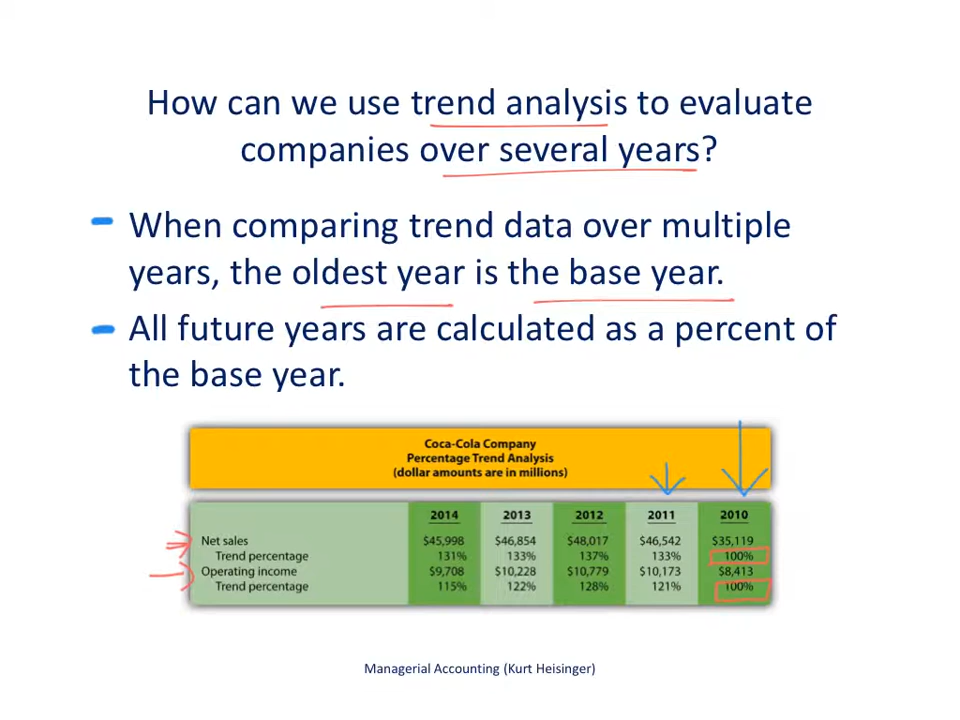 How can we use trend analysis to evaluate
companies over several years?
When comparing trend data over multiple
years, the oldest year is the base year.
All future years are calculated as a percent of
the base year.
Coca-Cola Company
Percentage Trend Analysis
(dollar amounts are in millions)
2014 2013 2012 2011 2010
Net sales $45,998 $46,854 $48,017 $46,542 $35,119
Trend percentage 131% 133% 137% 133% 100%
Operating income $9,708 $10,228 $10,779 $10,173 $8,413
Trend percentage 115% 122% 128% 121% 100%
Managerial Accounting (Kurt Heisinger)